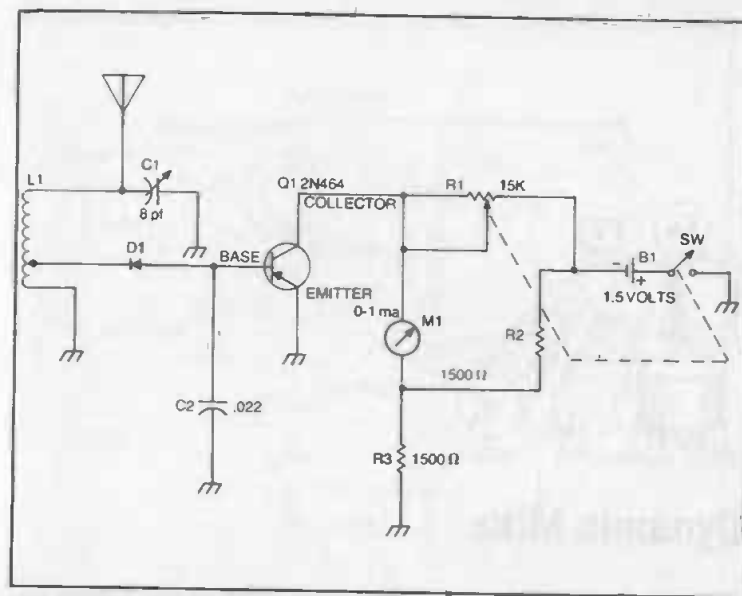 L1
C1
8 pf
D1
Q1 2N464
COLLECTOR
BASE
EMITTER
0-1 ma
M1
R1
15K
B1
- +
1.5 VOLTS
SW
R2
1500 Ω
C2
.022
R3
1500 Ω
Dynamic Mike